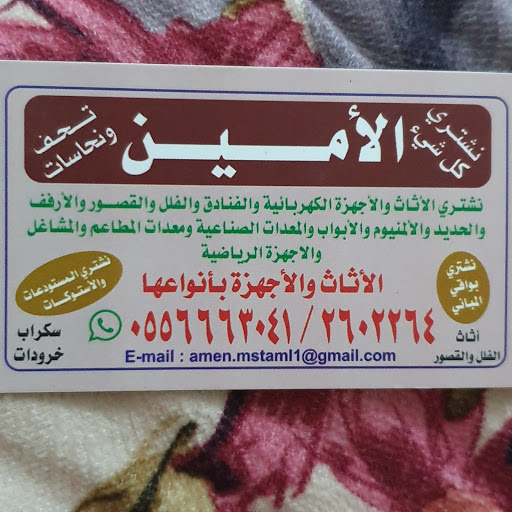 نشتري كل شيء
الأمـــيــن
تحف ونحاسات
نشتري الأثاث والأجهزة الكهربائية والفنادق والفلل والقصور والأرفف
والحديد والألمنيوم والأبواب والمعدات الصناعية ومعدات المطاعم والمشاغل
والاجهزة الرياضية
نشتري بواقي المباني
الأثاث والأجهزة بأنواعها
نشتري المستودعات والاستوكات
أثاث الفلل والقصور
٠٥٥٦٦٦٣٠٤١ / ٢٦٠٢٢٦٤
سكراب خردوات
E-mail : amen.mstaml1@gmail.com